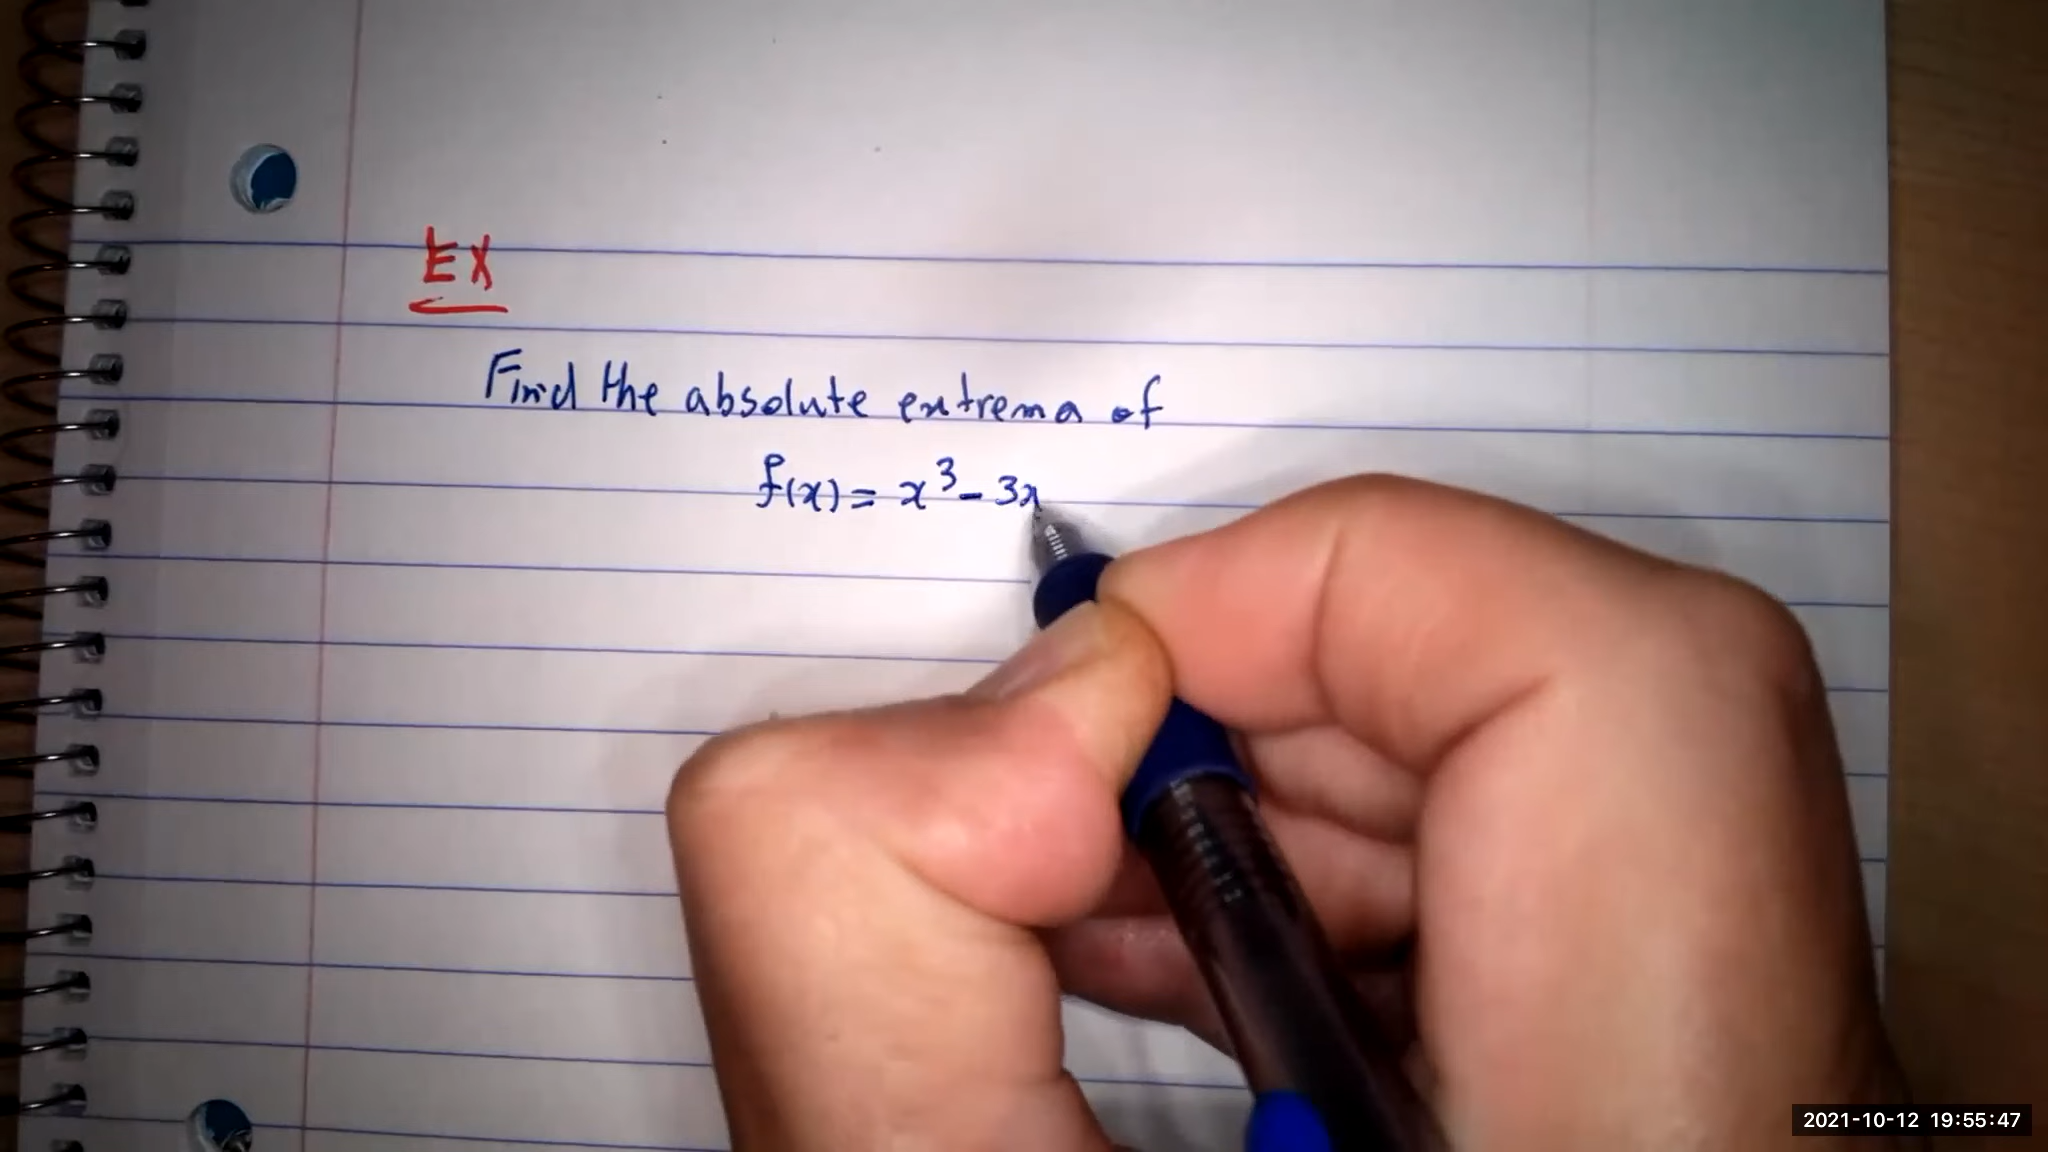 EX
Find the absolute extrema of
f(x) = x³ - 3x
2021-10-12 19:55:47